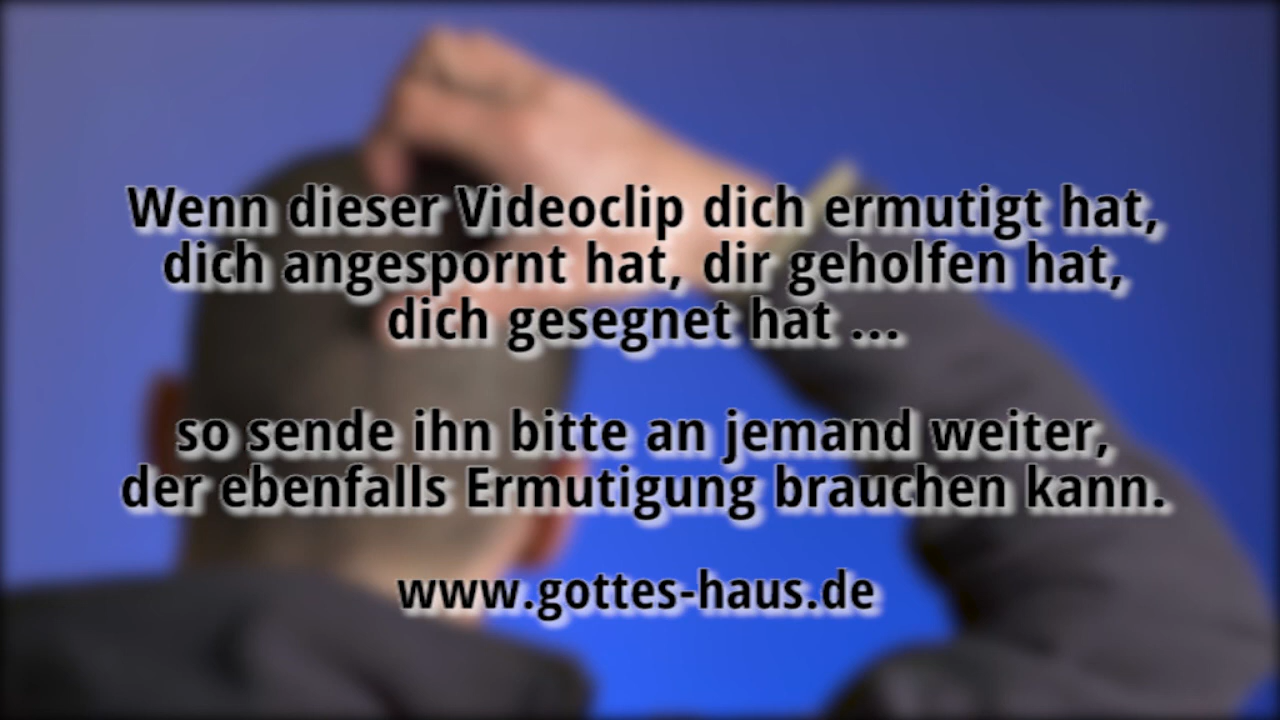 Wenn dieser Videoclip dich ermutigt hat,
dich angespornt hat, dir geholfen hat,
dich gesegnet hat ...
so sende ihn bitte an jemand weiter,
der ebenfalls Ermutigung brauchen kann.
www.gottes-haus.de